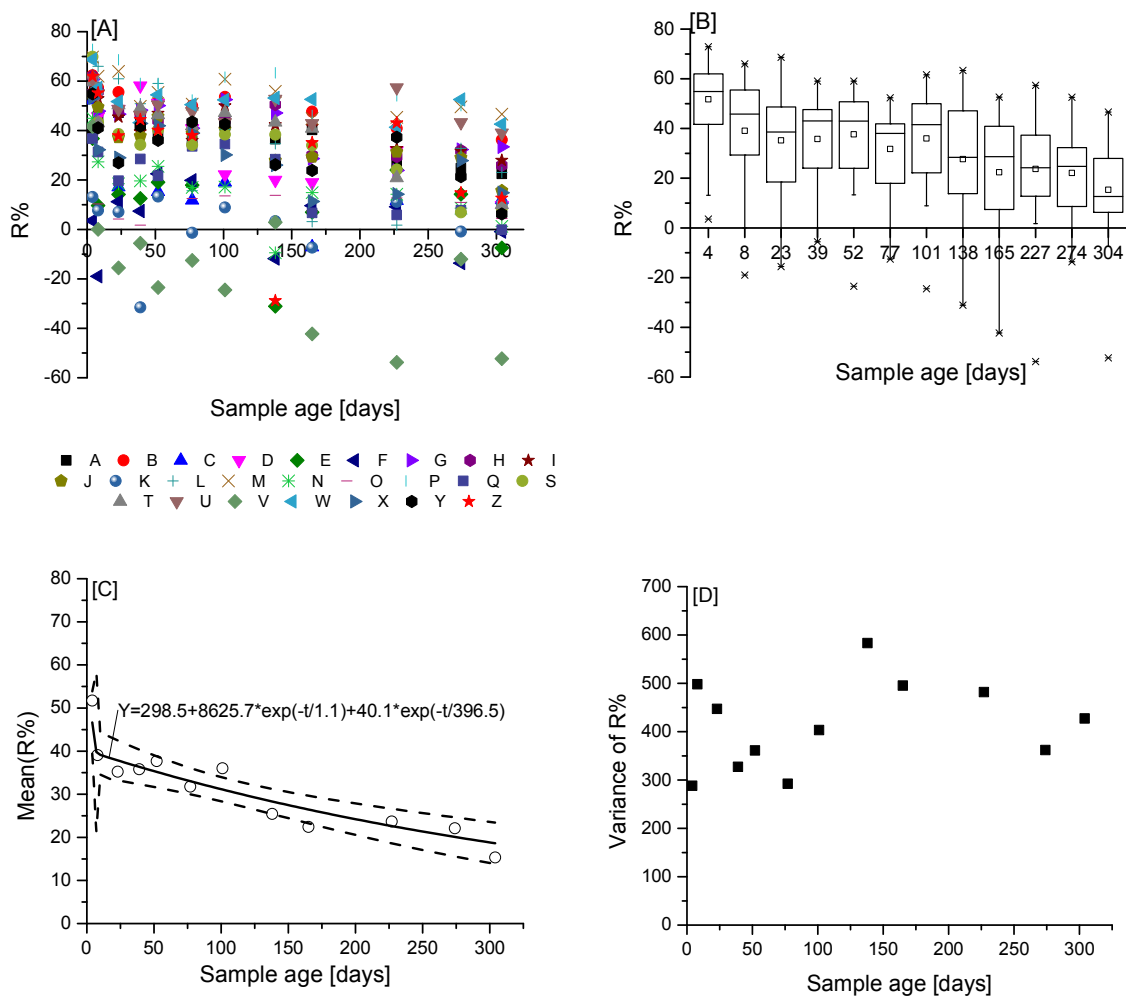 [A]
80
60
40
20
0
-20
-40
-60
R%
0 50 100 150 200 250 300
Sample age [days]
[B]
80
60
40
20
0
-20
-40
-60
R%
4 8 23 39 52 77 101 138 165 227 274 304
Sample age [days]
A B C D E F G H I
J K L M N O P Q S
T U V W X Y Z
[C]
80
70
60
50
40
30
20
10
0
Mean(R%)
Y=298.5+8625.7*exp(-t/1.1)+40.1*exp(-t/396.5)
0 50 100 150 200 250 300
Sample age [days]
[D]
700
600
500
400
300
200
100
0
Variance of R%
0 50 100 150 200 250 300
Sample age [days]